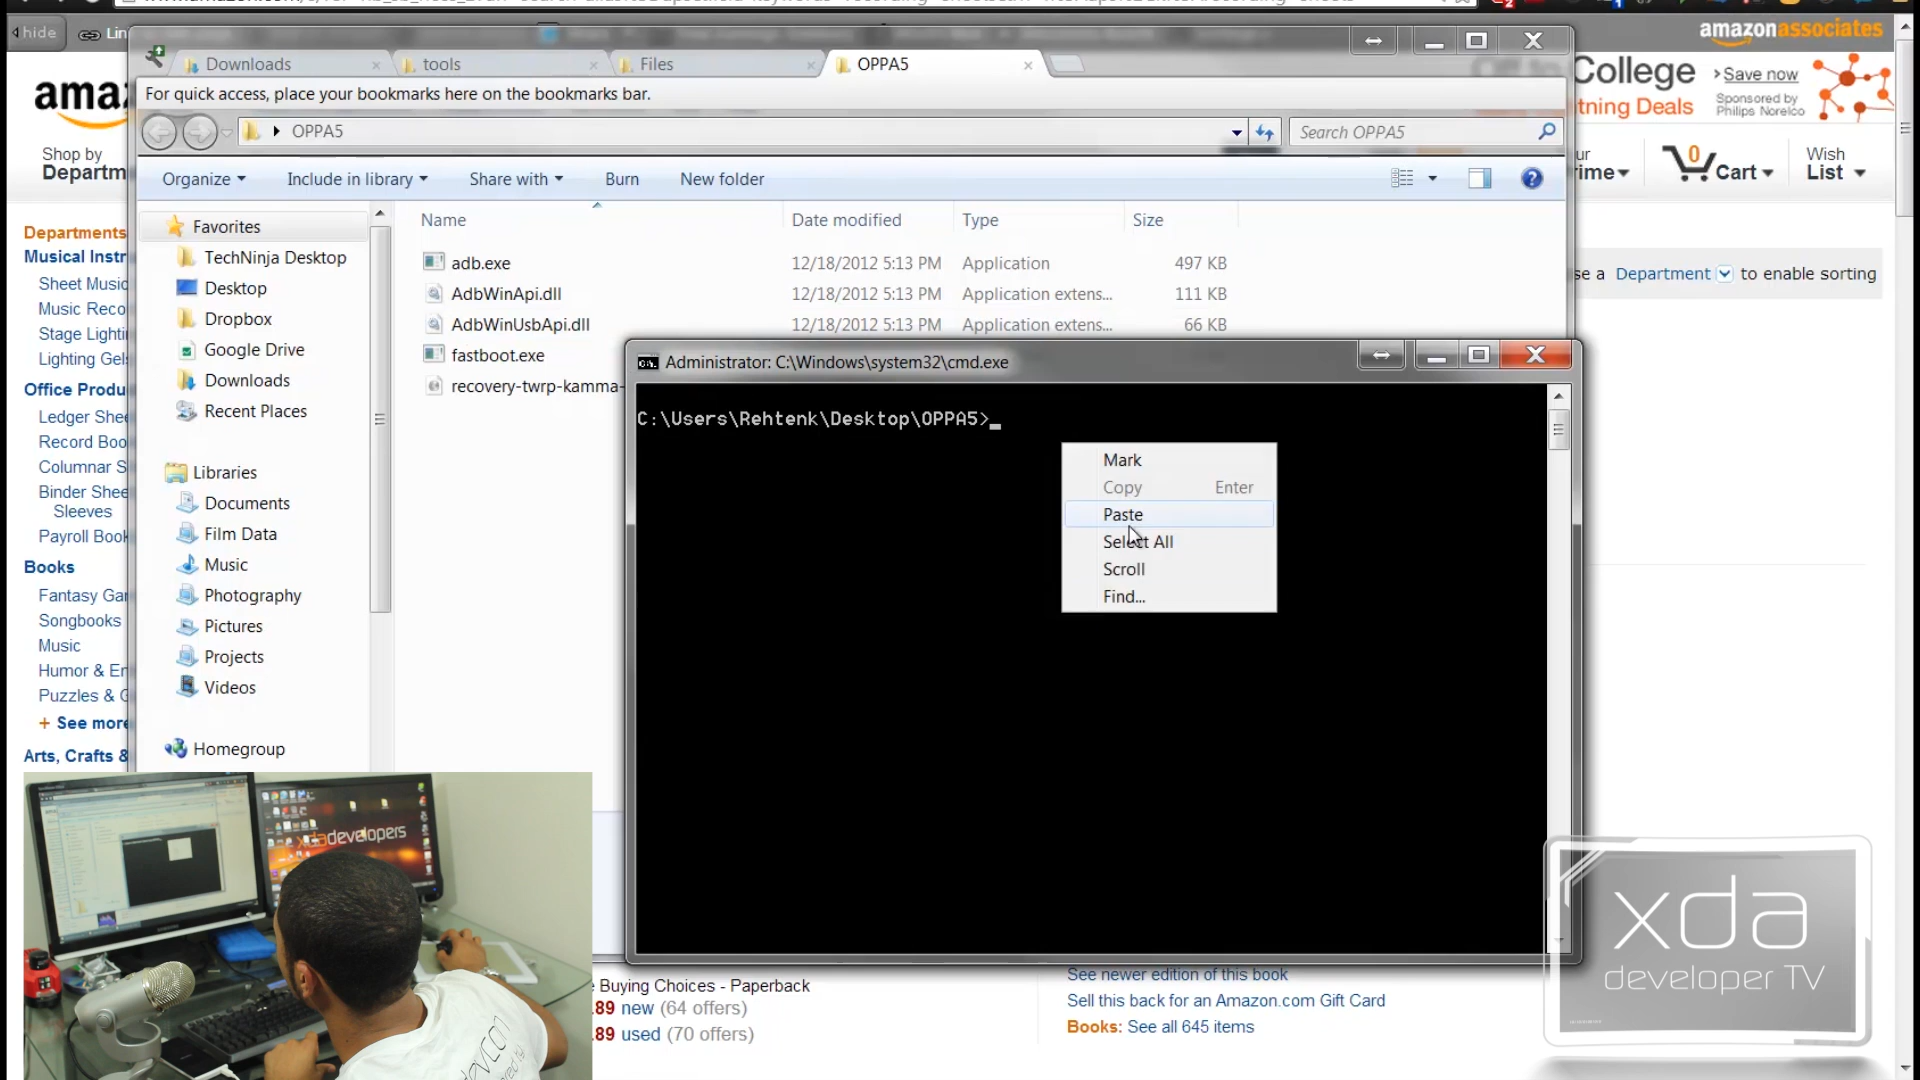 hide
Lin
amazonassociates
Downloads
tools
Files
OPPA5
For quick access, place your bookmarks here on the bookmarks bar.
ama
College
Save now
tning Deals
Sponsored by
Philips Norelco
OPPA5
Search OPPA5
Shop by
Departm
Organize
Include in library
Share with
Burn
New folder
ur
ime
0
Cart
Wish
List
Name
Date modified
Type
Size
Favorites
TechNinja Desktop
Desktop
Dropbox
Google Drive
Downloads
Recent Places
Libraries
Documents
Film Data
Music
Photography
Pictures
Projects
Videos
Homegroup
adb.exe 12/18/2012 5:13 PM Application 497 KB
AdbWinApi.dll 12/18/2012 5:13 PM Application extens... 111 KB
AdbWinUsbApi.dll 12/18/2012 5:13 PM Application extens... 66 KB
fastboot.exe
recovery-twrp-kamma-
se a Department to enable sorting
Departments
Musical Instr
Sheet Music
Music Reco
Stage Lighti
Lighting Gels
Office Produ
Ledger Shee
Record Boo
Columnar S
Binder Shee
Sleeves
Payroll Book
Books
Fantasy Gar
Songbooks
Music
Humor & En
Puzzles & G
+ See more
Arts, Crafts &
Administrator: C:\Windows\system32\cmd.exe
C:\Users\Rehtenk\Desktop\OPPA5>_
Mark
Copy Enter
Paste
Select All
Scroll
Find...
xdadevelopers
e Buying Choices - Paperback
.89 new (64 offers)
.89 used (70 offers)
See newer edition of this book
Sell this back for an Amazon.com Gift Card
Books: See all 645 items
xda
developer TV